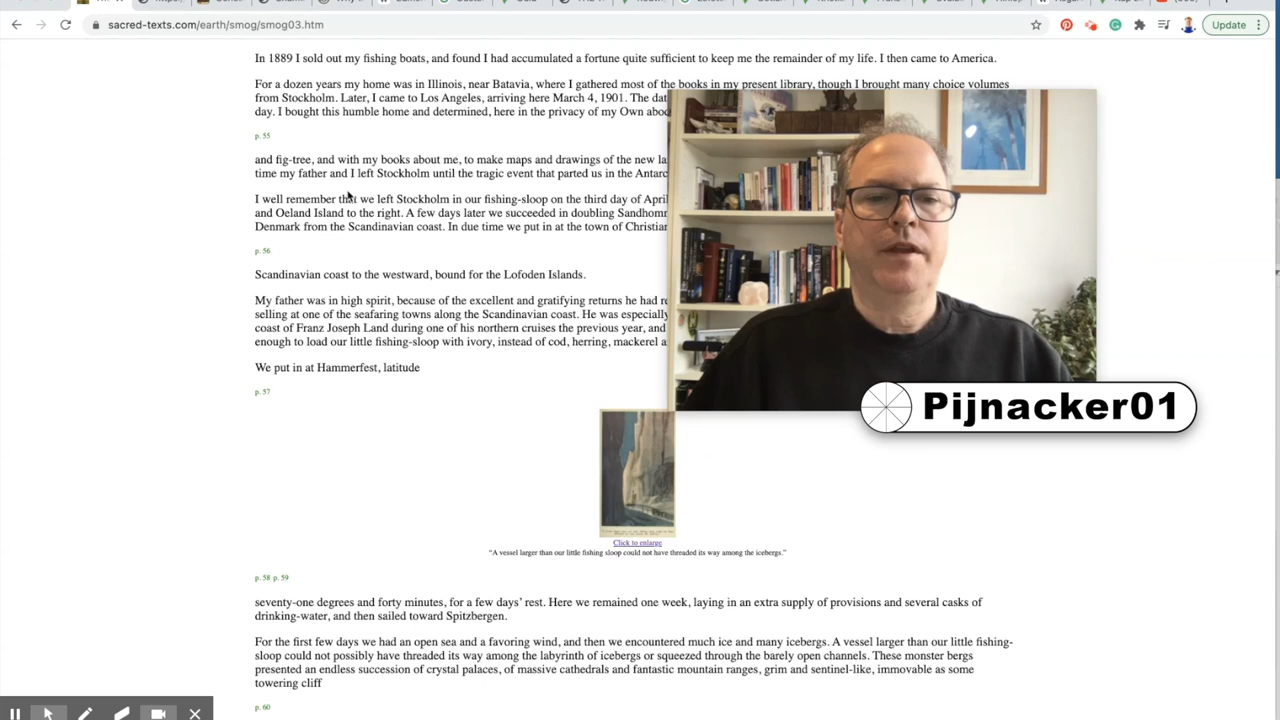 sacred-texts.com/earth/smog/smog03.htm
Update
In 1889 I sold out my fishing boats, and found I had accumulated a fortune quite sufficient to keep me the remainder of my life. I then came to America.
For a dozen years my home was in Illinois, near Batavia, where I gathered most of the books in my present library, though I brought many choice volumes
from Stockholm. Later, I came to Los Angeles, arriving here March 4, 1901. The dat
day. I bought this humble home and determined, here in the privacy of my Own abo
p. 55
and fig-tree, and with my books about me, to make maps and drawings of the new la
time my father and I left Stockholm until the tragic event that parted us in the Antarc
I well remember that we left Stockholm in our fishing-sloop on the third day of April
and Oeland Island to the right. A few days later we succeeded in doubling Sandhomm
Denmark from the Scandinavian coast. In due time we put in at the town of Christian
p. 56
Scandinavian coast to the westward, bound for the Lofoden Islands.
My father was in high spirit, because of the excellent and gratifying returns he had re
selling at one of the seafaring towns along the Scandinavian coast. He was especially
coast of Franz Joseph Land during one of his northern cruises the previous year, and
enough to load our little fishing-sloop with ivory, instead of cod, herring, mackerel a
We put in at Hammerfest, latitude
p. 57
Pijnacker01
Click to enlarge
"A vessel larger than our little fishing sloop could not have threaded its way among the icebergs."
p. 58 p. 59
seventy-one degrees and forty minutes, for a few days' rest. Here we remained one week, laying in an extra supply of provisions and several casks of
drinking-water, and then sailed toward Spitzbergen.
For the first few days we had an open sea and a favoring wind, and then we encountered much ice and many icebergs. A vessel larger than our little fishing-
sloop could not possibly have threaded its way among the labyrinth of icebergs or squeezed through the barely open channels. These monster bergs
presented an endless succession of crystal palaces, of massive cathedrals and fantastic mountain ranges, grim and sentinel-like, immovable as some
towering cliff
p. 60